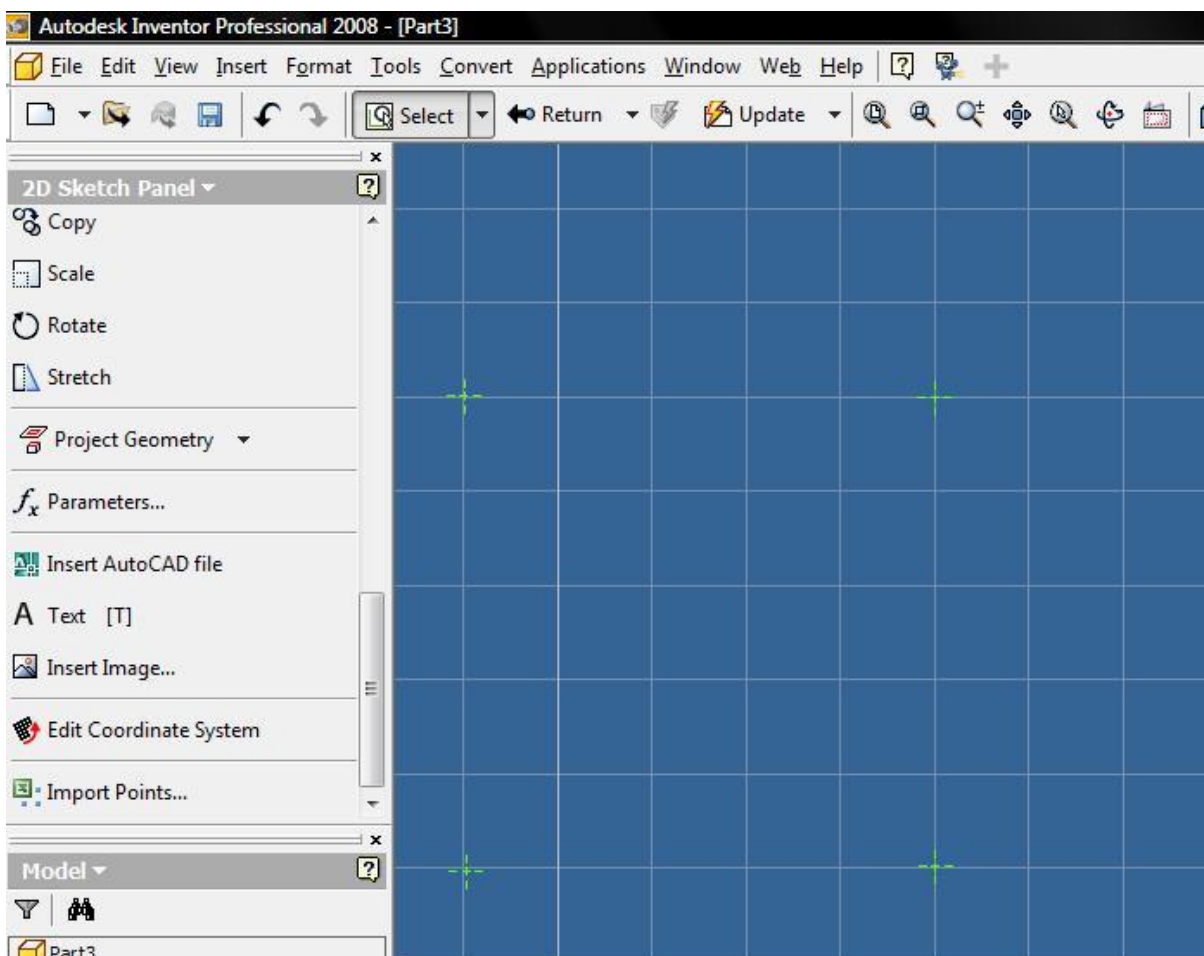 Autodesk Inventor Professional 2008 - [Part3]
File Edit View Insert Format Tools Convert Applications Window Web Help
Select Return Update
2D Sketch Panel
Copy
Scale
Rotate
Stretch
Project Geometry
fx Parameters...
Insert AutoCAD file
A Text [T]
Insert Image...
Edit Coordinate System
Import Points...
Model
Part3